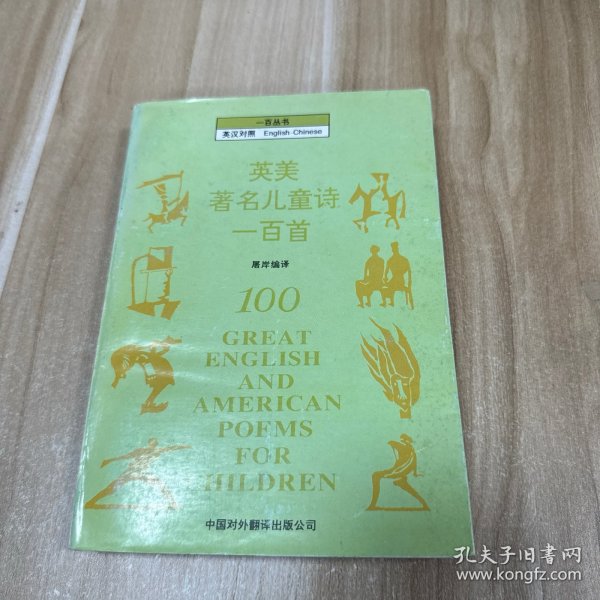 一百丛书
英汉对照 English-Chinese
英美
著名儿童诗
一百首
屠岸编译
100
GREAT
ENGLISH
AND
AMERICAN
POEMS
FOR
CHILDREN
中国对外翻译出版公司
孔夫子旧书网
www.kongfz.com